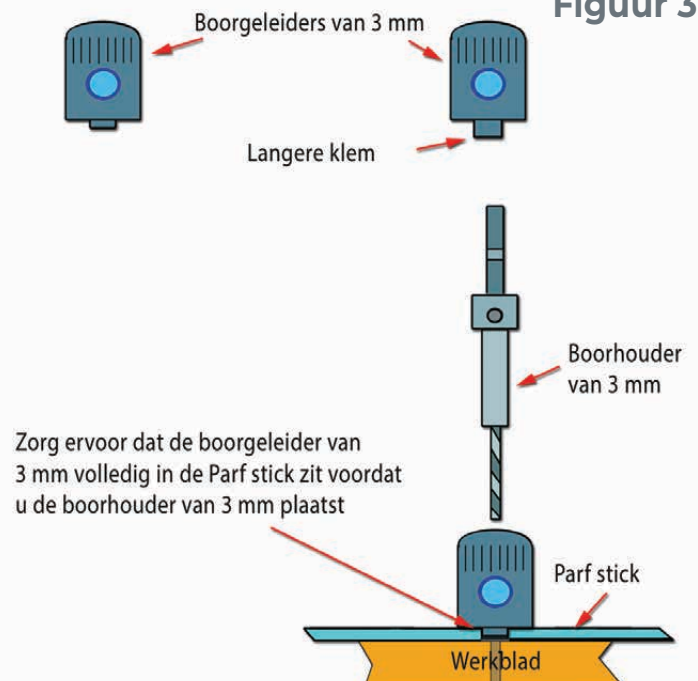 Figuur 3
Boorgeleiders van 3 mm
Langere klem
Boorhouder
van 3 mm
Zorg ervoor dat de boorgeleider van
3 mm volledig in de Parf stick zit voordat
u de boorhouder van 3 mm plaatst
Parf stick
Werkblad